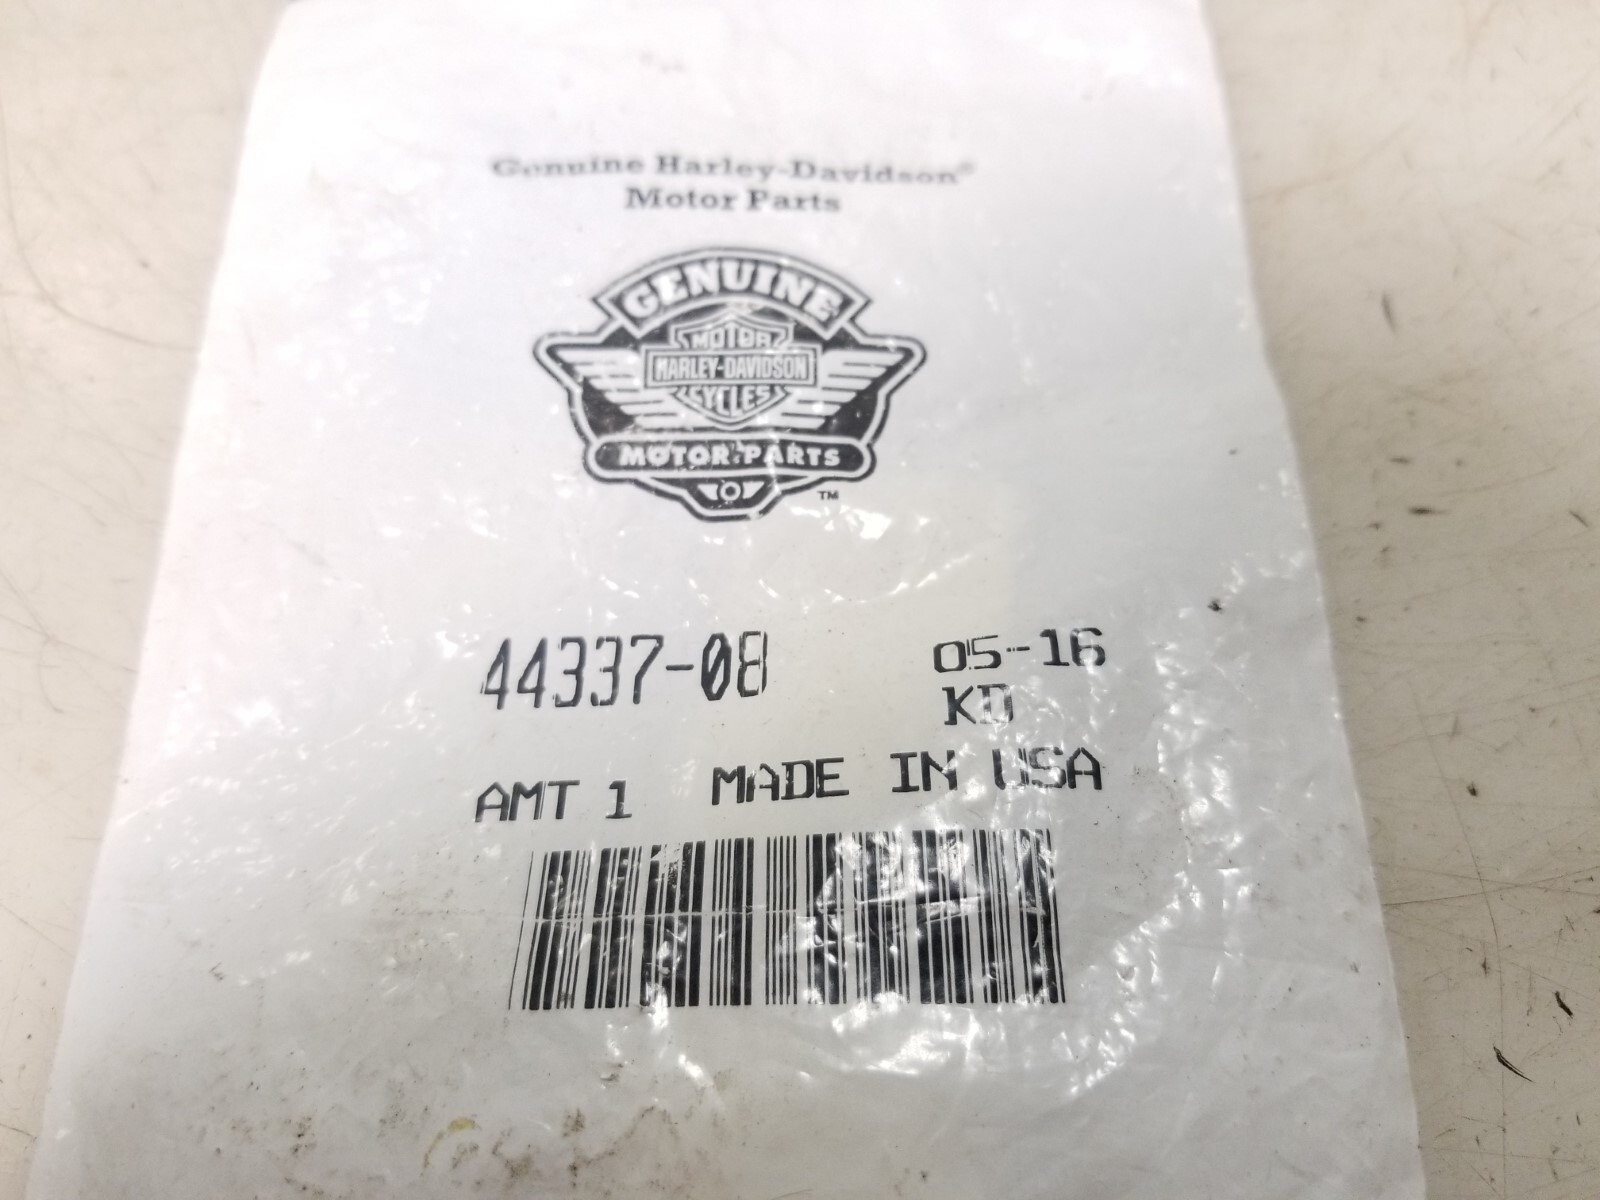 Genuine Harley-Davidson®
Motor Parts
GENUINE
MOTOR
HARLEY-DAVIDSON
CYCLES
MOTOR PARTS
™
44337-08 05-16
KD
AMT 1 MADE IN USA